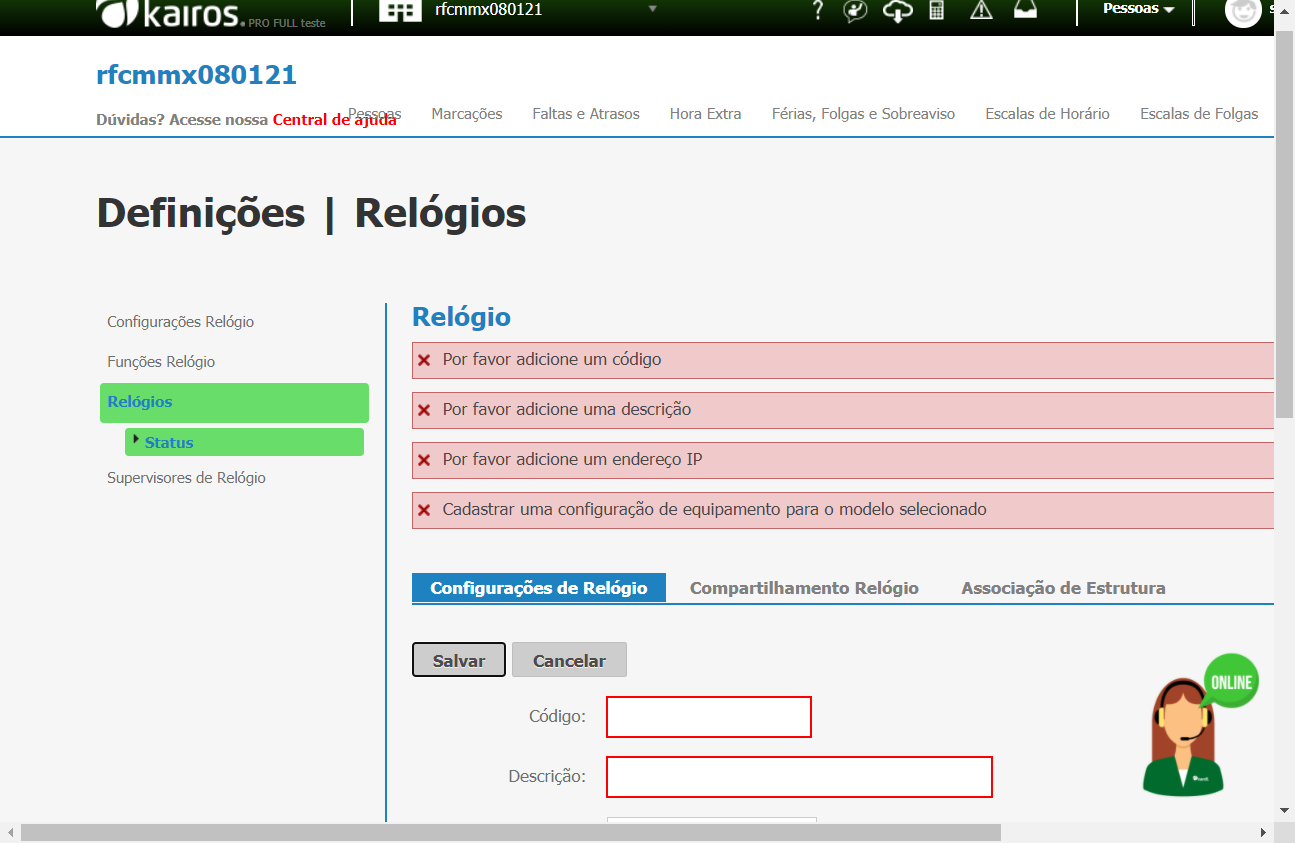 kairos. PRO FULL teste
rfcmmx080121
?
Pessoas
s
rfcmmx080121
Dúvidas? Acesse nossa Central de ajuda
Pessoas
Marcações
Faltas e Atrasos
Hora Extra
Férias, Folgas e Sobreaviso
Escalas de Horário
Escalas de Folgas
Definições | Relógios
Configurações Relógio
Funções Relógio
Relógios
Status
Supervisores de Relógio
Relógio
Por favor adicione um código
Por favor adicione uma descrição
Por favor adicione um endereço IP
Cadastrar uma configuração de equipamento para o modelo selecionado
Configurações de Relógio
Compartilhamento Relógio
Associação de Estrutura
Salvar
Cancelar
Código:
Descrição:
ONLINE